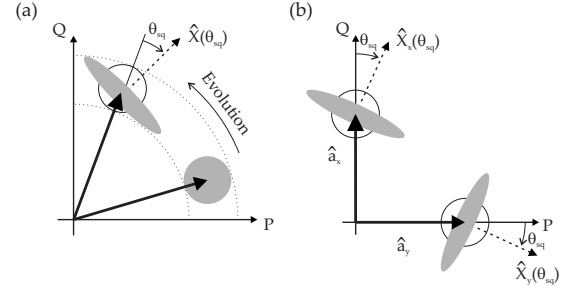 (a)
Q
θsq
X̂(θsq)
Evolution
P
(b)
Q
θsq
X̂x(θsq)
âx
P
ây
θsq
X̂y(θsq)